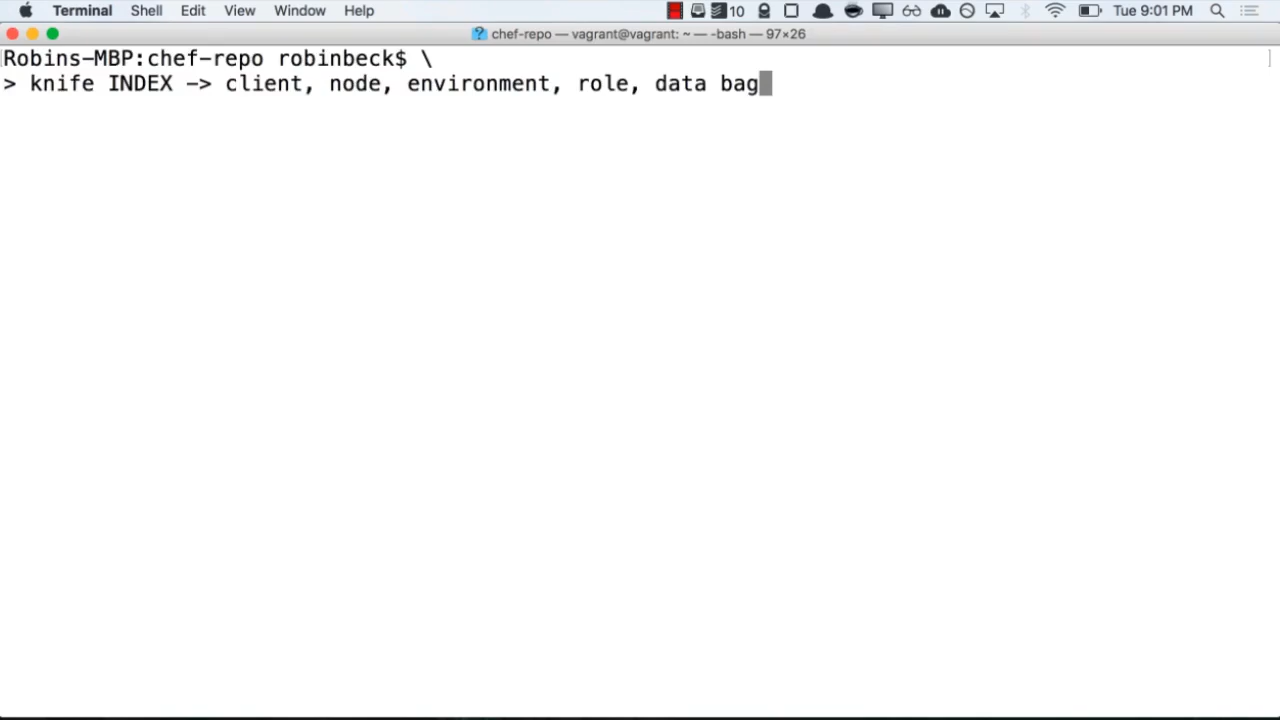 Terminal Shell Edit View Window Help 10 Tue 9:01 PM
chef-repo — vagrant@vagrant: ~ — -bash — 97×26
Robins-MBP:chef-repo robinbeck$ \
> knife INDEX -> client, node, environment, role, data bag